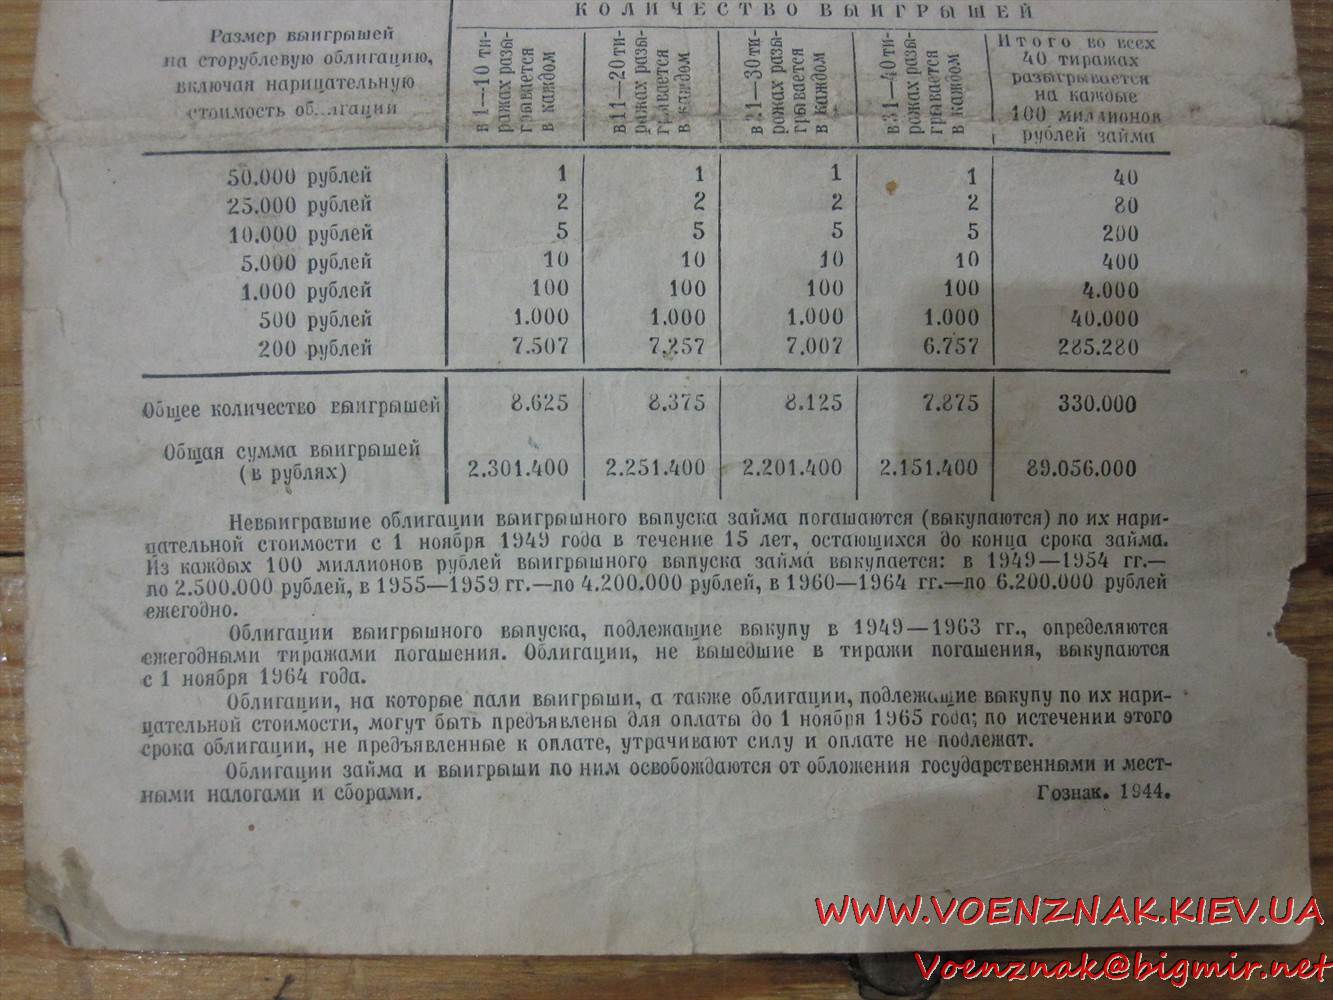 КОЛИЧЕСТВО ВЫИГРЫШЕЙ
Размер выигрышей
на сторублевую облигацию,
включая нарицательную
стоимость об...игации
в 1—10 ти-
ражах разы-
грывается
в каждом
в 11—20 ти-
ражах разы-
грывается
в каждом
в 21—30 ти-
ражах разы-
грывается
в каждом
в 31—40 ти-
ражах разы-
грывается
в каждом
Итого во всех
40 тиражах
разыгрывается
на каждые
100 миллионов
рублей займа
50.000 рублей 1 1 1 1 40
25.000 рублей 2 2 2 2 80
10.000 рублей 5 5 5 5 200
5.000 рублей 10 10 10 10 400
1.000 рублей 100 100 100 100 4.000
500 рублей 1.000 1.000 1.000 1.000 40.000
200 рублей 7.507 7.257 7.007 6.757 285.280
Общее количество выигрышей 8.625 8.375 8.125 7.875 330.000
Общая сумма выигрышей
(в рублях) 2.301.400 2.251.400 2.201.400 2.151.400 89.056.000
Невыигравшие облигации выигрышного выпуска займа погашаются (выкупаются) по их нари-
цательной стоимости с 1 ноября 1949 года в течение 15 лет, остающихся до конца срока займа.
Из каждых 100 миллионов рублей выигрышного выпуска займа выкупается: в 1949—1954 гг.—
по 2.500.000 рублей, в 1955—1959 гг.—по 4.200.000 рублей, в 1960—1964 гг.—по 6.200.000 рублей
ежегодно.
Облигации выигрышного выпуска, подлежащие выкупу в 1949—1963 гг., определяются
ежегодными тиражами погашения. Облигации, не вышедшие в тиражи погашения, выкупаются
с 1 ноября 1964 года.
Облигации, на которые пали выигрыши, а также облигации, подлежащие выкупу по их нари-
цательной стоимости, могут быть предъявлены для оплаты до 1 ноября 1965 года; по истечении этого
срока облигации, не предъявленные к оплате, утрачивают силу и оплате не подлежат.
Облигации займа и выигрыши по ним освобождаются от обложения государственными и мест-
ными налогами и сборами. Гознак. 1944.
WWW.VOENZNAK.KIEV.UA
Voenznak@bigmir.net